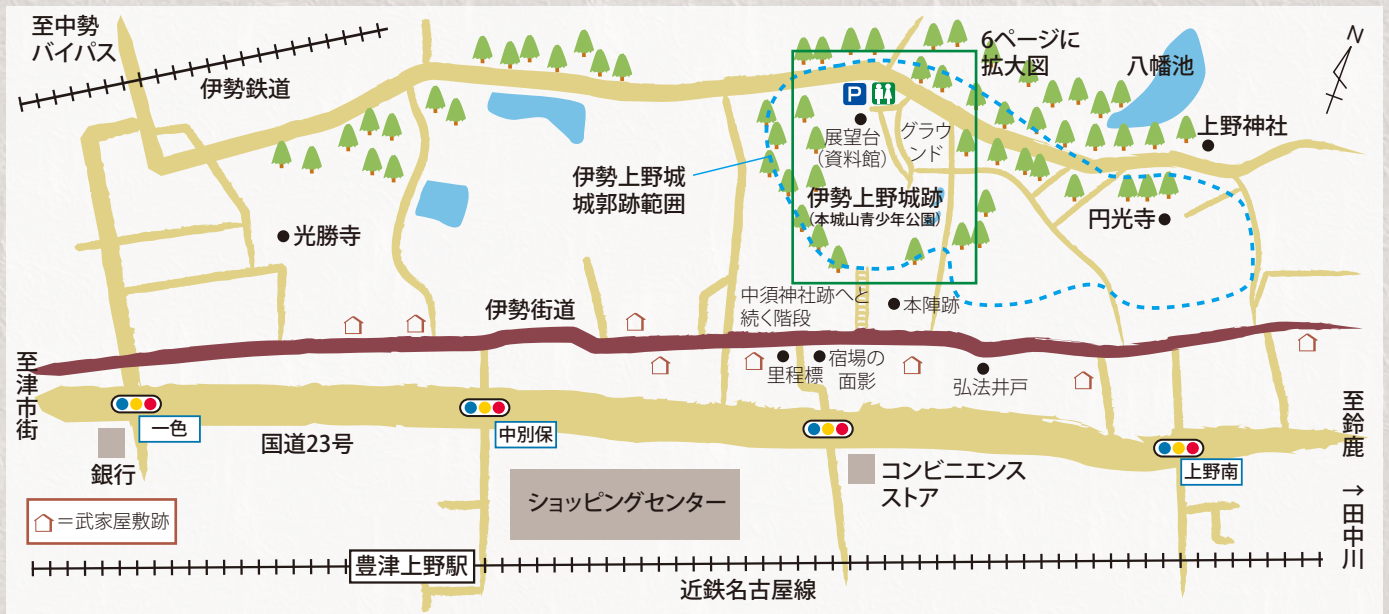 至中勢
バイパス
伊勢鉄道
6ページに
拡大図
八幡池
N
上野神社
P
展望台
(資料館)
グラウ
ンド
伊勢上野城
城郭跡範囲
伊勢上野城跡
(本城山青少年公園)
円光寺
光勝寺
伊勢街道
中須神社跡へと
続く階段
本陣跡
里程標
宿場の
面影
弘法井戸
至津市街
至鈴鹿
→田中川
一色
国道23号
中別保
上野南
銀行
ショッピングセンター
コンビニエンス
ストア
=武家屋敷跡
豊津上野駅
近鉄名古屋線